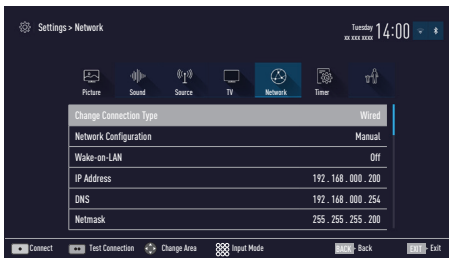 Settings > Network
Tuesday 14:00
xx xxx xxxx
Picture Sound Source TV Network Timer
Change Connection Type Wired
Network Configuration Manual
Wake-on-LAN Off
IP Address 192 . 168 . 000 . 200
DNS 192 . 168 . 000 . 254
Netmask 255 . 255 . 255 . 200
Connect Test Connection Change Area Input Mode BACK - Back EXIT - Exit